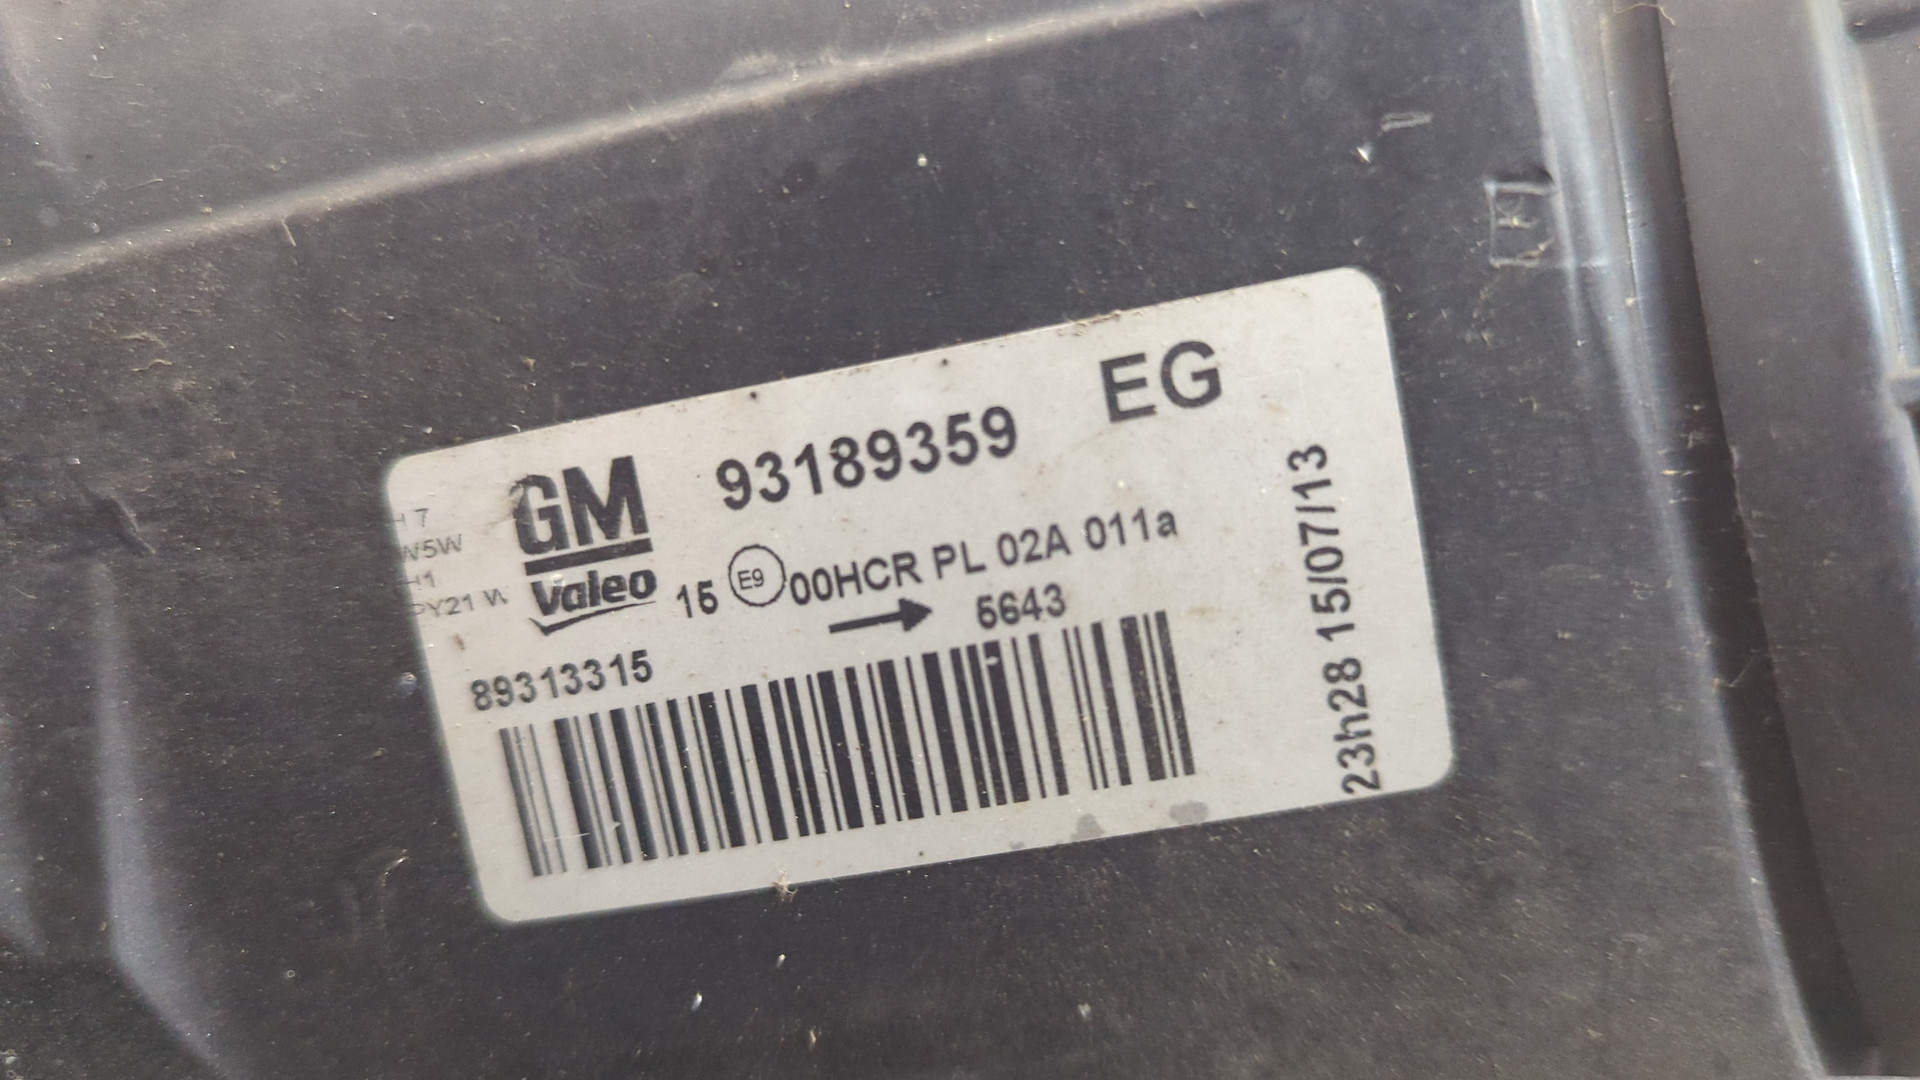 93189359 EG
GM
Valeo
H7
W5W
H1
PY21 W
15 E9 00HCR PL 02A 011a
→ 5643
89313315
23h28 15/07/13